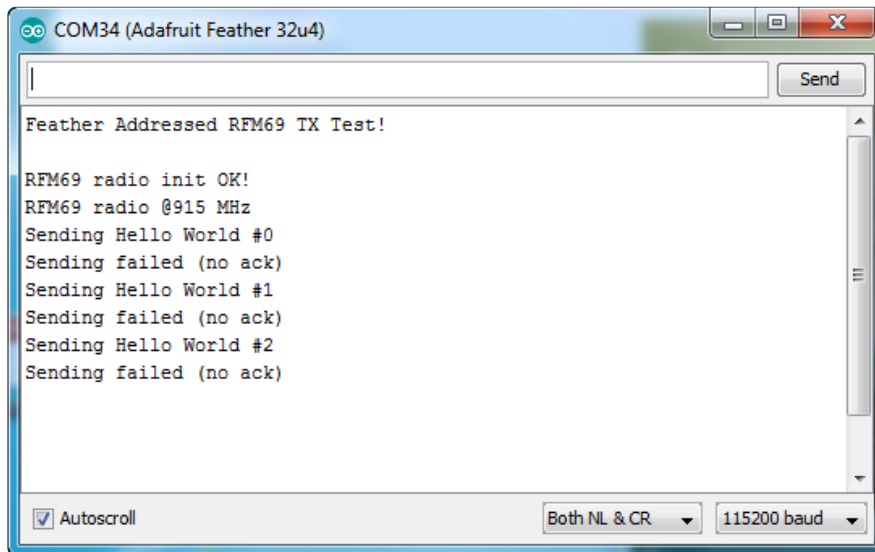 COM34 (Adafruit Feather 32u4)
Send
Feather Addressed RFM69 TX Test!
RFM69 radio init OK!
RFM69 radio @915 MHz
Sending Hello World #0
Sending failed (no ack)
Sending Hello World #1
Sending failed (no ack)
Sending Hello World #2
Sending failed (no ack)
Autoscroll
Both NL & CR
115200 baud